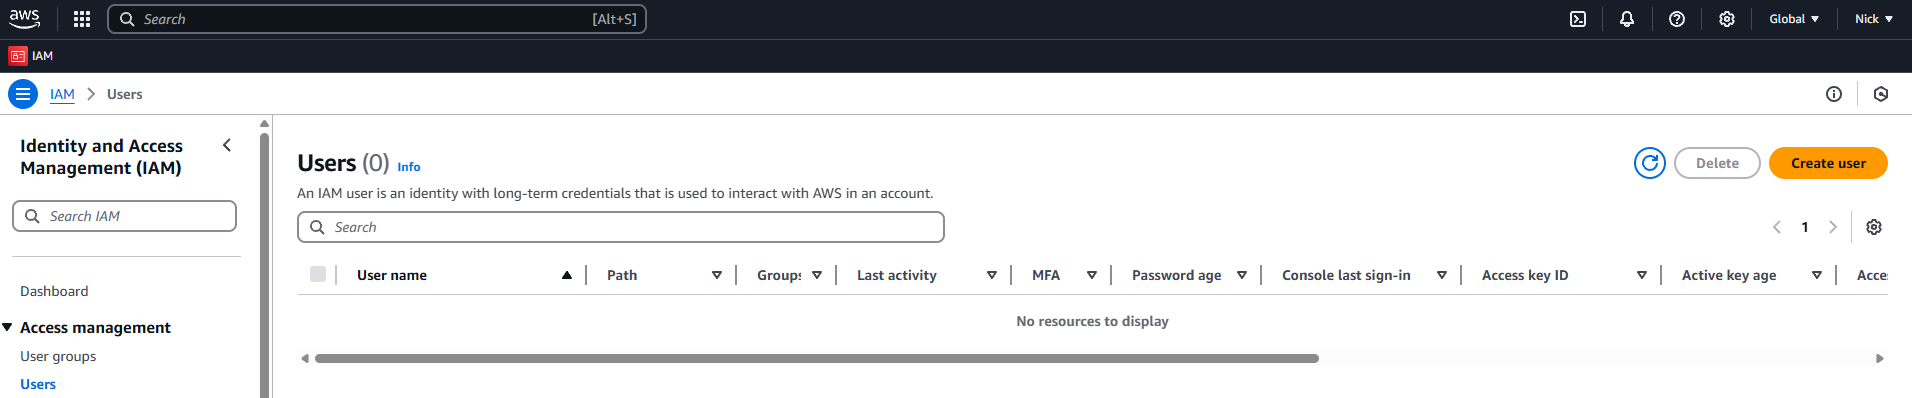 aws Search [Alt+S] Global Nick
IAM
IAM Users
Identity and Access
Management (IAM)
Search IAM
Dashboard
Access management
User groups
Users
Users (0) Info
Delete Create user
An IAM user is an identity with long-term credentials that is used to interact with AWS in an account.
Search
1
User name Path Groups Last activity MFA Password age Console last sign-in Access key ID Active key age Acces
No resources to display